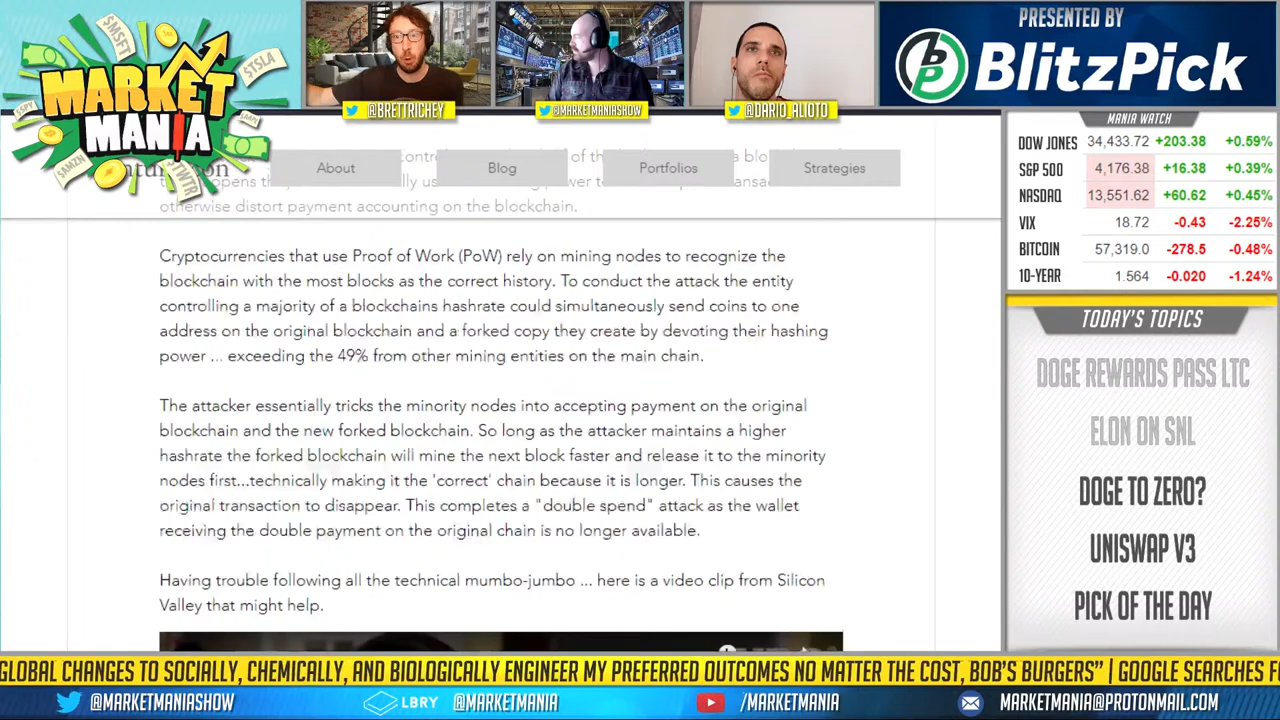 $MSFT
$TSLA
$SPY
$AMZN
$TWTR
MARKET
MANIA
@BRETTRICHEY
@MARKETMANIASHOW
@DARIO_ALIOTO
PRESENTED BY
BlitzPick
About
Blog
Portfolios
Strategies
otherwise distort payment accounting on the blockchain.
Cryptocurrencies that use Proof of Work (PoW) rely on mining nodes to recognize the
blockchain with the most blocks as the correct history. To conduct the attack the entity
controlling a majority of a blockchains hashrate could simultaneously send coins to one
address on the original blockchain and a forked copy they create by devoting their hashing
power ... exceeding the 49% from other mining entities on the main chain.
The attacker essentially tricks the minority nodes into accepting payment on the original
blockchain and the new forked blockchain. So long as the attacker maintains a higher
hashrate the forked blockchain will mine the next block faster and release it to the minority
nodes first...technically making it the 'correct' chain because it is longer. This causes the
original transaction to disappear. This completes a "double spend" attack as the wallet
receiving the double payment on the original chain is no longer available.
Having trouble following all the technical mumbo-jumbo ... here is a video clip from Silicon
Valley that might help.
MANIA WATCH
DOW JONES 34,433.72 +203.38 +0.59%
S&P 500 4,176.38 +16.38 +0.39%
NASDAQ 13,551.62 +60.62 +0.45%
VIX 18.72 -0.43 -2.25%
BITCOIN 57,319.0 -278.5 -0.48%
10-YEAR 1.564 -0.020 -1.24%
TODAY'S TOPICS
DOGE REWARDS PASS LTC
ELON ON SNL
DOGE TO ZERO?
UNISWAP V3
PICK OF THE DAY
GLOBAL CHANGES TO SOCIALLY, CHEMICALLY, AND BIOLOGICALLY ENGINEER MY PREFERRED OUTCOMES NO MATTER THE COST, BOB'S BURGERS" | GOOGLE SEARCHES F
@MARKETMANIASHOW
LBRY @MARKETMANIA
/MARKETMANIA
MARKETMANIA@PROTONMAIL.COM